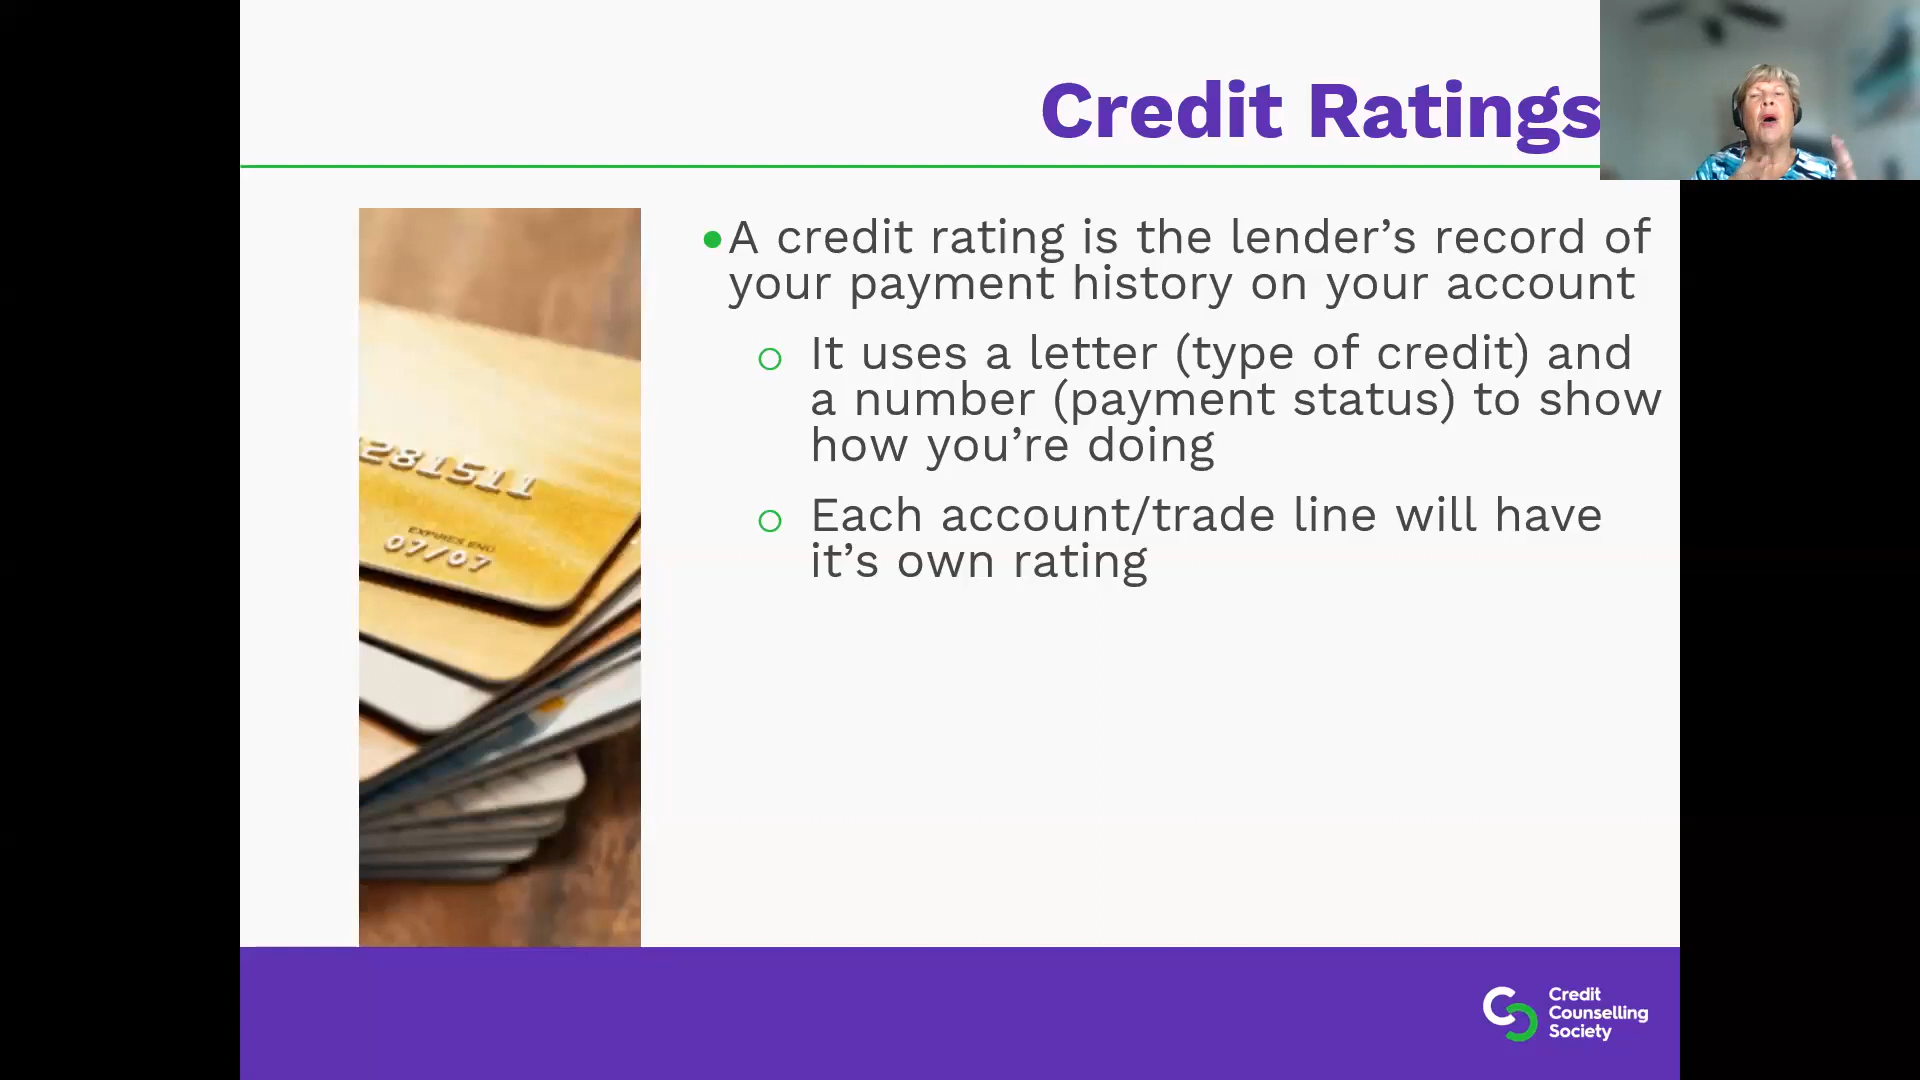 Credit Ratings
A credit rating is the lender’s record of
your payment history on your account
It uses a letter (type of credit) and
a number (payment status) to show
how you’re doing
Each account/trade line will have
it’s own rating
281511
EXPIRES END
07/07
Credit
Counselling
Society